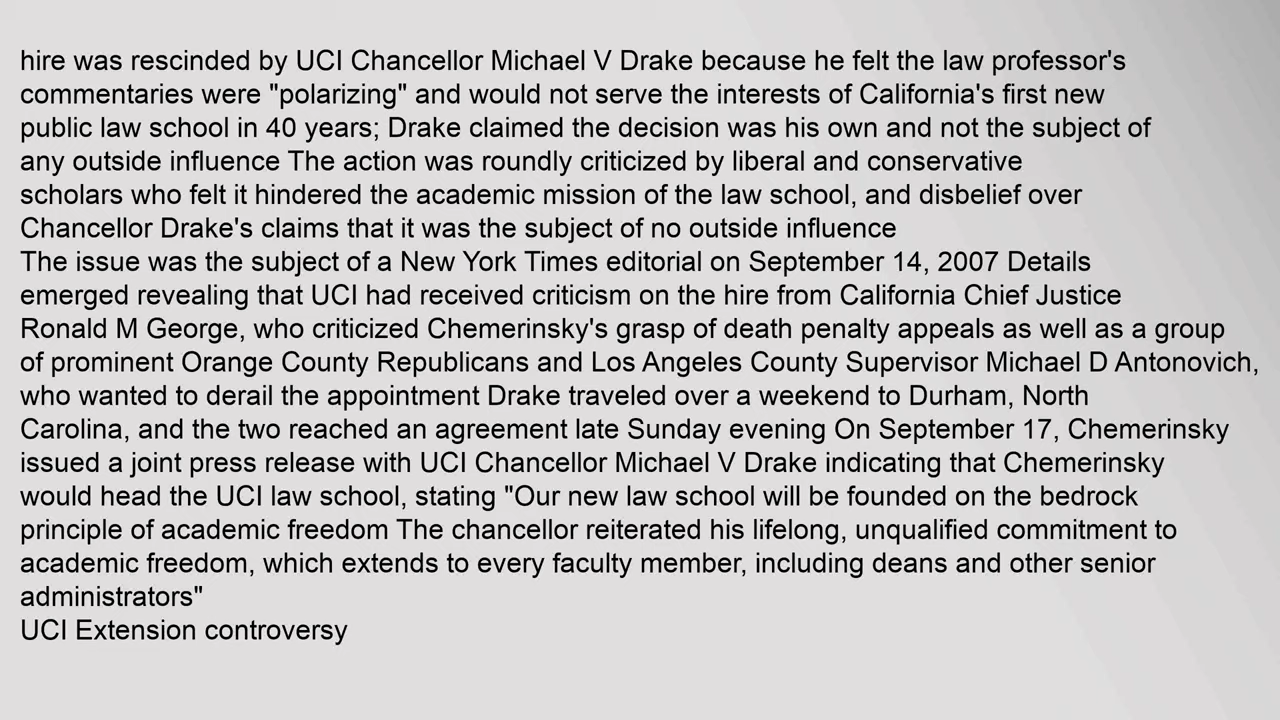 hire was rescinded by UCI Chancellor Michael V Drake because he felt the law professor's
commentaries were "polarizing" and would not serve the interests of California's first new
public law school in 40 years; Drake claimed the decision was his own and not the subject of
any outside influence The action was roundly criticized by liberal and conservative
scholars who felt it hindered the academic mission of the law school, and disbelief over
Chancellor Drake's claims that it was the subject of no outside influence
The issue was the subject of a New York Times editorial on September 14, 2007 Details
emerged revealing that UCI had received criticism on the hire from California Chief Justice
Ronald M George, who criticized Chemerinsky's grasp of death penalty appeals as well as a group
of prominent Orange County Republicans and Los Angeles County Supervisor Michael D Antonovich,
who wanted to derail the appointment Drake traveled over a weekend to Durham, North
Carolina, and the two reached an agreement late Sunday evening On September 17, Chemerinsky
issued a joint press release with UCI Chancellor Michael V Drake indicating that Chemerinsky
would head the UCI law school, stating "Our new law school will be founded on the bedrock
principle of academic freedom The chancellor reiterated his lifelong, unqualified commitment to
academic freedom, which extends to every faculty member, including deans and other senior
administrators"
UCI Extension controversy